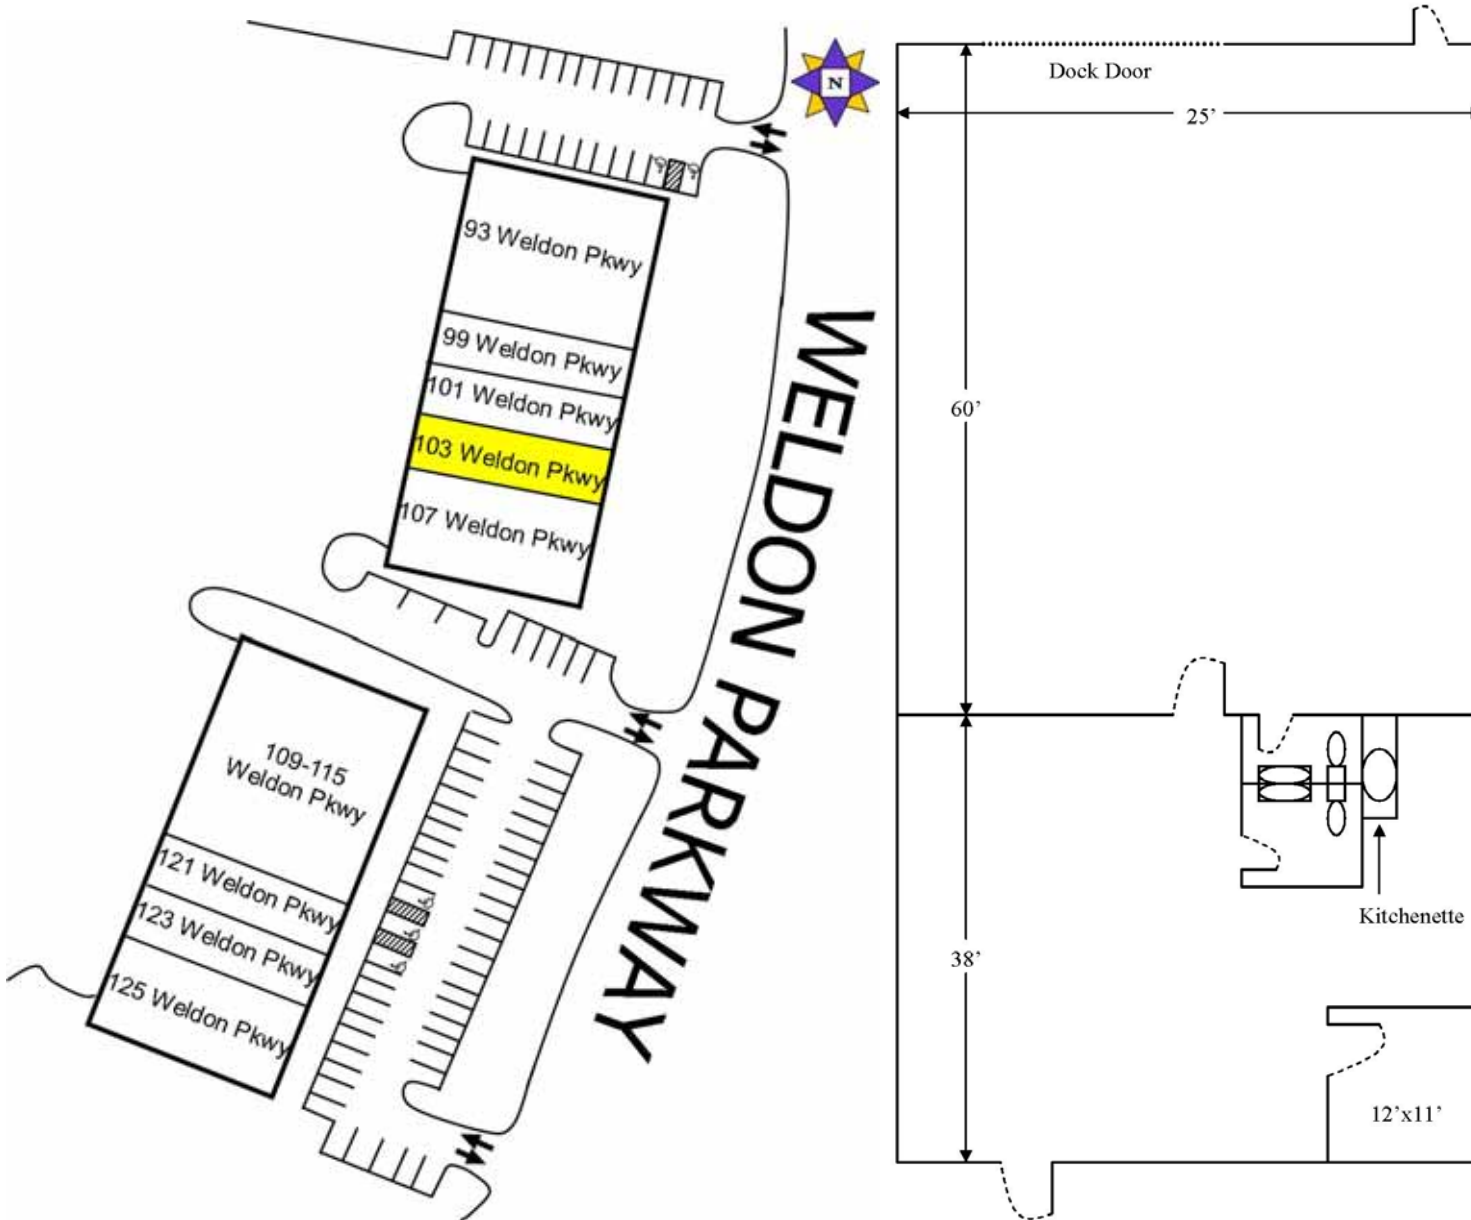 N
93 Weldon Pkwy
99 Weldon Pkwy
101 Weldon Pkwy
103 Weldon Pkwy
107 Weldon Pkwy
109-115
Weldon Pkwy
121 Weldon Pkwy
123 Weldon Pkwy
125 Weldon Pkwy
WELDON PARKWAY
Dock Door
25’
60’
38’
Kitchenette
12’x11’